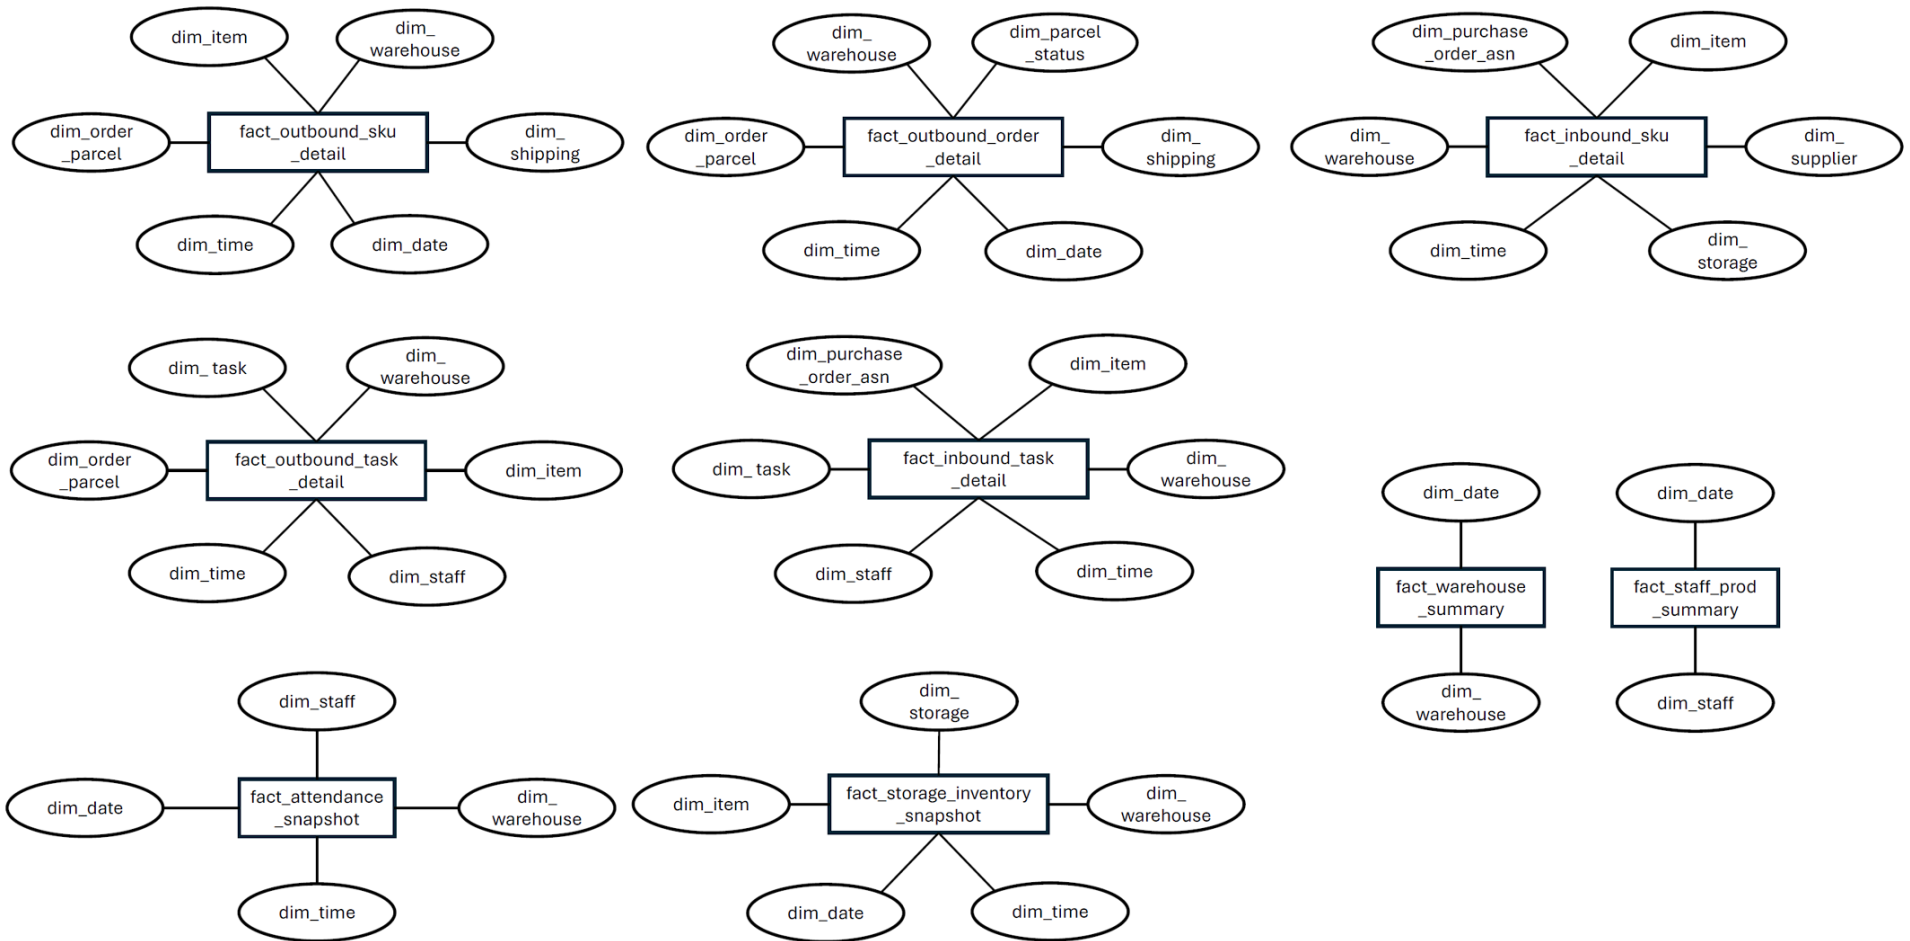 dim_item
dim_
warehouse
dim_order
_parcel
fact_outbound_sku
_detail
dim_
shipping
dim_time
dim_date
dim_
warehouse
dim_parcel
_status
dim_order
_parcel
fact_outbound_order
_detail
dim_
shipping
dim_time
dim_date
dim_purchase
_order_asn
dim_item
dim_
warehouse
fact_inbound_sku
_detail
dim_
supplier
dim_time
dim_
storage
dim_ task
dim_
warehouse
dim_order
_parcel
fact_outbound_task
_detail
dim_item
dim_time
dim_staff
dim_purchase
_order_asn
dim_item
dim_ task
fact_inbound_task
_detail
dim_
warehouse
dim_staff
dim_time
dim_date
fact_warehouse
_summary
dim_
warehouse
dim_date
fact_staff_prod
_summary
dim_staff
dim_staff
dim_date
fact_attendance
_snapshot
dim_
warehouse
dim_time
dim_
storage
dim_item
fact_storage_inventory
_snapshot
dim_
warehouse
dim_date
dim_time